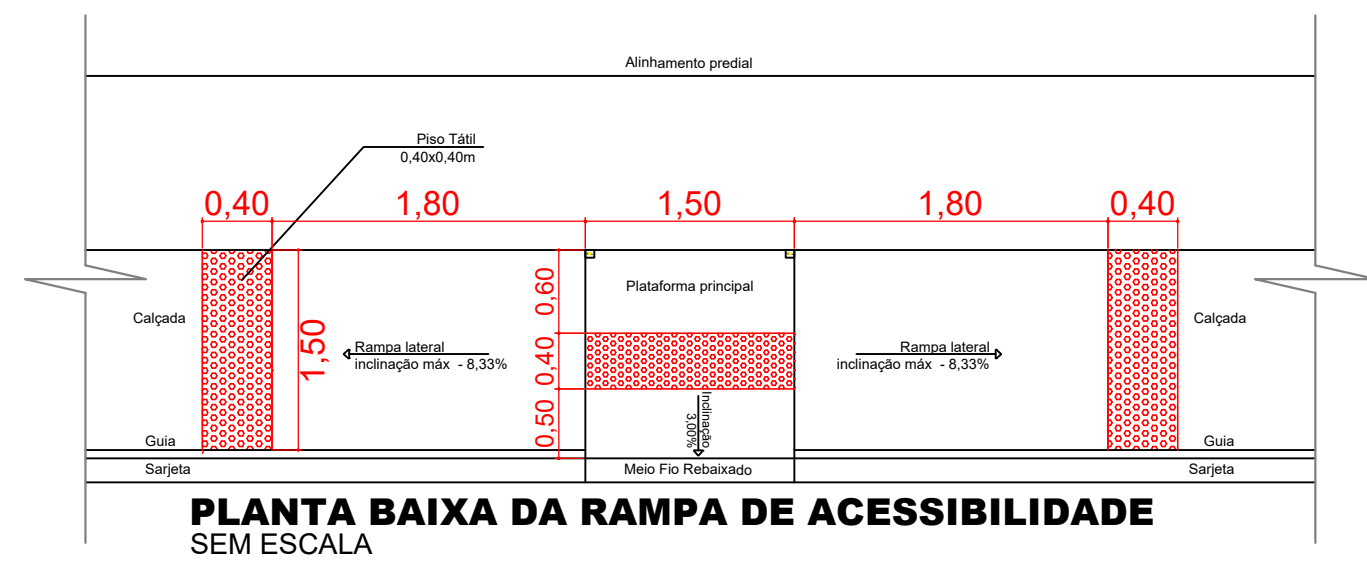 Alinhamento predial
Piso Tátil
0,40x0,40m
0,40
1,80
1,50
1,80
0,40
0,60
Plataforma principal
Calçada
Calçada
1,50
Rampa lateral
inclinação máx - 8,33%
0,40
Rampa lateral
inclinação máx - 8,33%
0,50
Inclinação
3,00%
Guia
Guia
Sarjeta
Meio Fio Rebaixado
Sarjeta
PLANTA BAIXA DA RAMPA DE ACESSIBILIDADE
SEM ESCALA